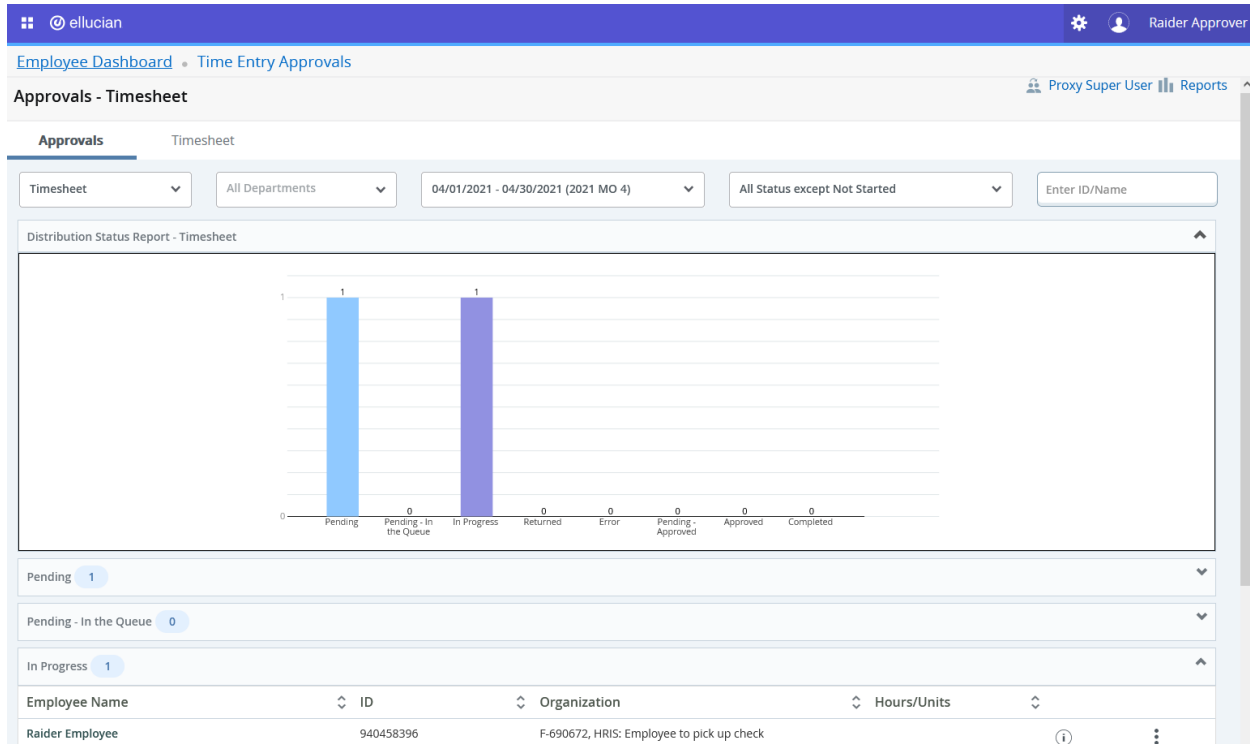 ellucian Raider Approver
Employee Dashboard • Time Entry Approvals
Approvals - Timesheet Proxy Super User Reports
Approvals Timesheet
Timesheet All Departments 04/01/2021 - 04/30/2021 (2021 MO 4) All Status except Not Started Enter ID/Name
Distribution Status Report - Timesheet
1 1 1
0 0 0 0 0 0 0
Pending Pending - In the Queue In Progress Returned Error Pending - Approved Approved Completed
Pending 1
Pending - In the Queue 0
In Progress 1
Employee Name ID Organization Hours/Units
Raider Employee 940458396 F-690672, HRIS: Employee to pick up check